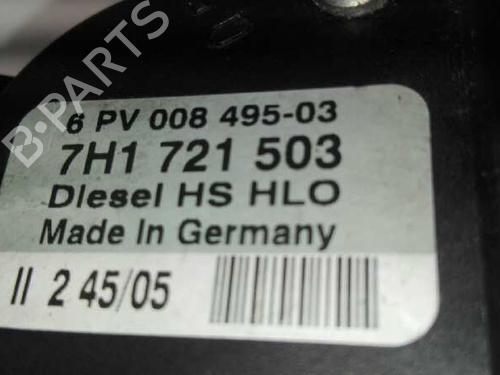 6 PV 008 495-03
7H1 721 503
Diesel HS HLO
Made In Germany
II 2 45/05
B-PARTS